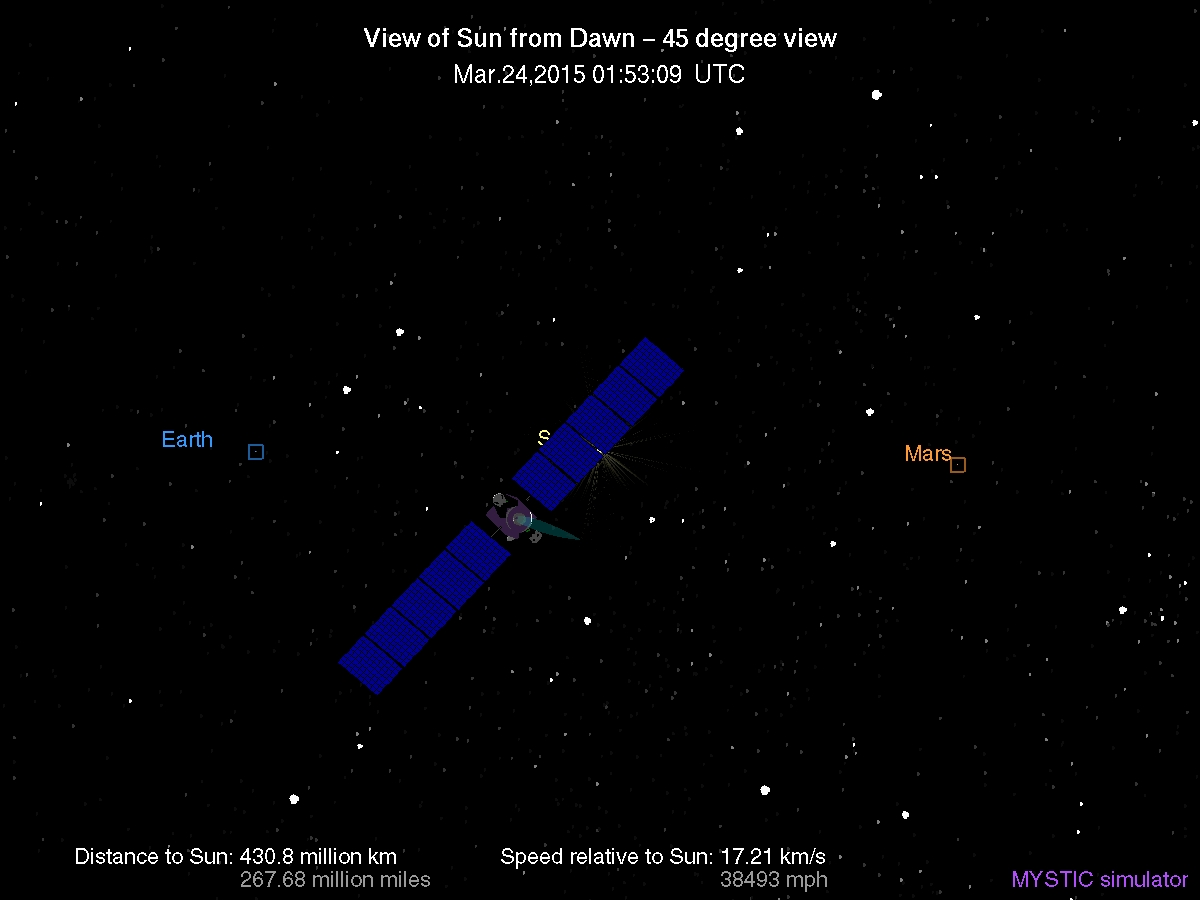 View of Sun from Dawn – 45 degree view
Mar.24,2015 01:53:09 UTC
Earth
S
Mars
Distance to Sun: 430.8 million km
267.68 million miles
Speed relative to Sun: 17.21 km/s
38493 mph
MYSTIC simulator